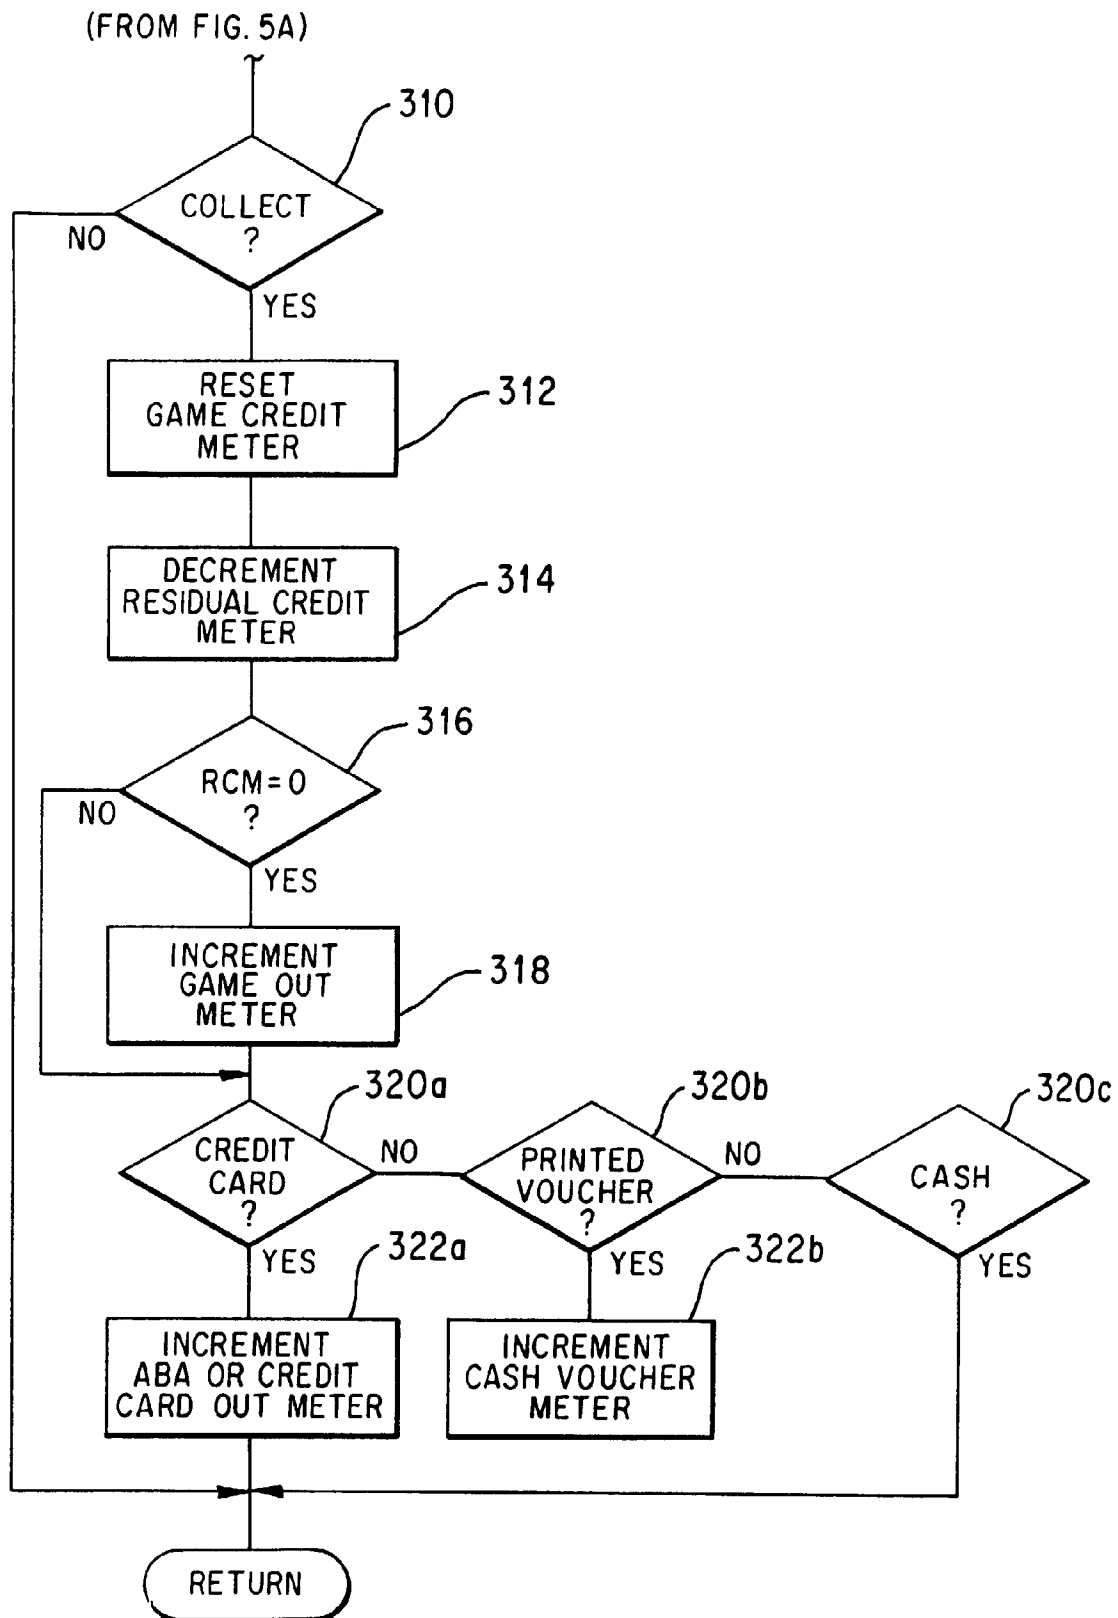 (FROM FIG. 5A)
310
COLLECT
?
NO
YES
RESET
GAME CREDIT
METER
312
DECREMENT
RESIDUAL CREDIT
METER
314
316
RCM=0
?
NO
YES
INCREMENT
GAME OUT
METER
318
320a
320b
320c
CREDIT
CARD
?
NO
PRINTED
VOUCHER
?
NO
CASH
?
YES
322a
YES
322b
YES
INCREMENT
ABA OR CREDIT
CARD OUT METER
INCREMENT
CASH VOUCHER
METER
RETURN